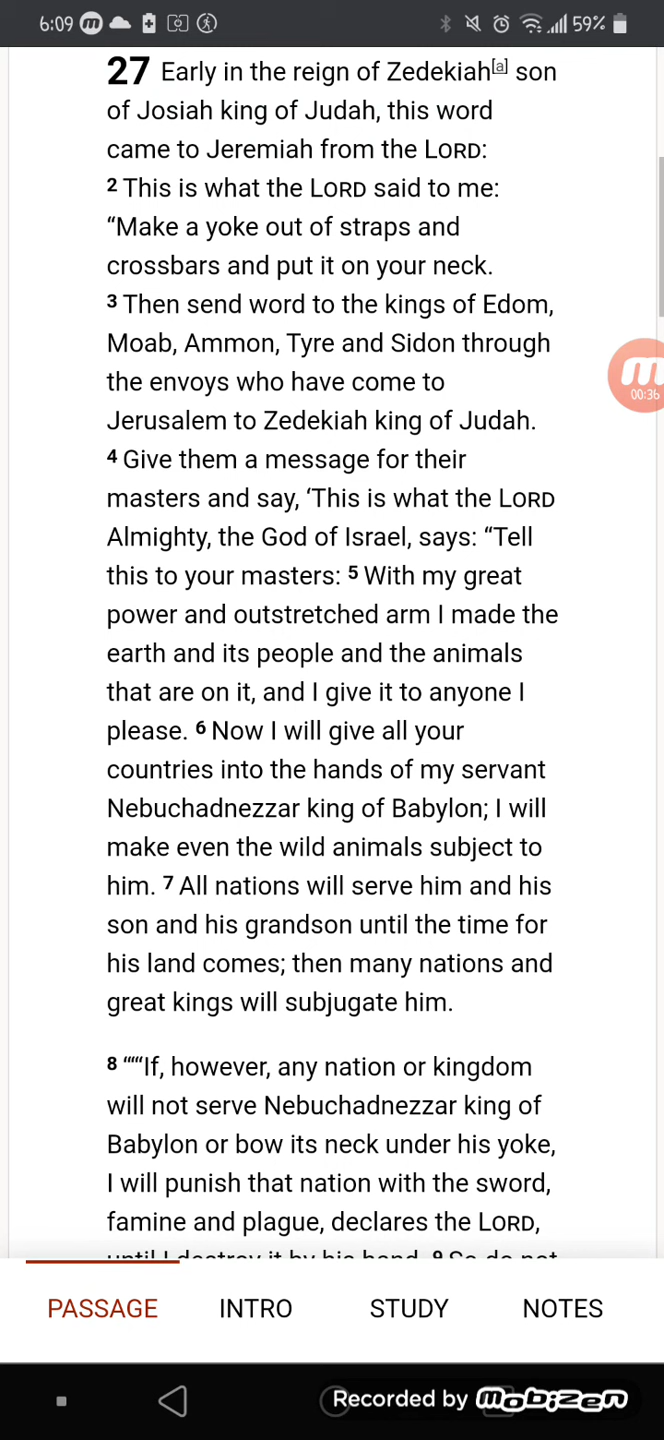 6:09 59%
27 Early in the reign of Zedekiah[a] son
of Josiah king of Judah, this word
came to Jeremiah from the LORD:
2 This is what the LORD said to me:
“Make a yoke out of straps and
crossbars and put it on your neck.
3 Then send word to the kings of Edom,
Moab, Ammon, Tyre and Sidon through
the envoys who have come to
Jerusalem to Zedekiah king of Judah.
4 Give them a message for their
masters and say, ‘This is what the LORD
Almighty, the God of Israel, says: “Tell
this to your masters: 5 With my great
power and outstretched arm I made the
earth and its people and the animals
that are on it, and I give it to anyone I
please. 6 Now I will give all your
countries into the hands of my servant
Nebuchadnezzar king of Babylon; I will
make even the wild animals subject to
him. 7 All nations will serve him and his
son and his grandson until the time for
his land comes; then many nations and
great kings will subjugate him.
8 “‘“If, however, any nation or kingdom
will not serve Nebuchadnezzar king of
Babylon or bow its neck under his yoke,
I will punish that nation with the sword,
famine and plague, declares the LORD,
until I destroy it by his hand. 9 So do not
00:36
PASSAGE INTRO STUDY NOTES
Recorded by mobizen